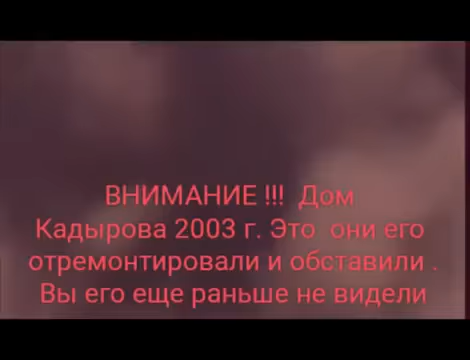 ВНИМАНИЕ !!! Дом
Кадырова 2003 г. Это они его
отремонтировали и обставили .
Вы его еще раньше не видели